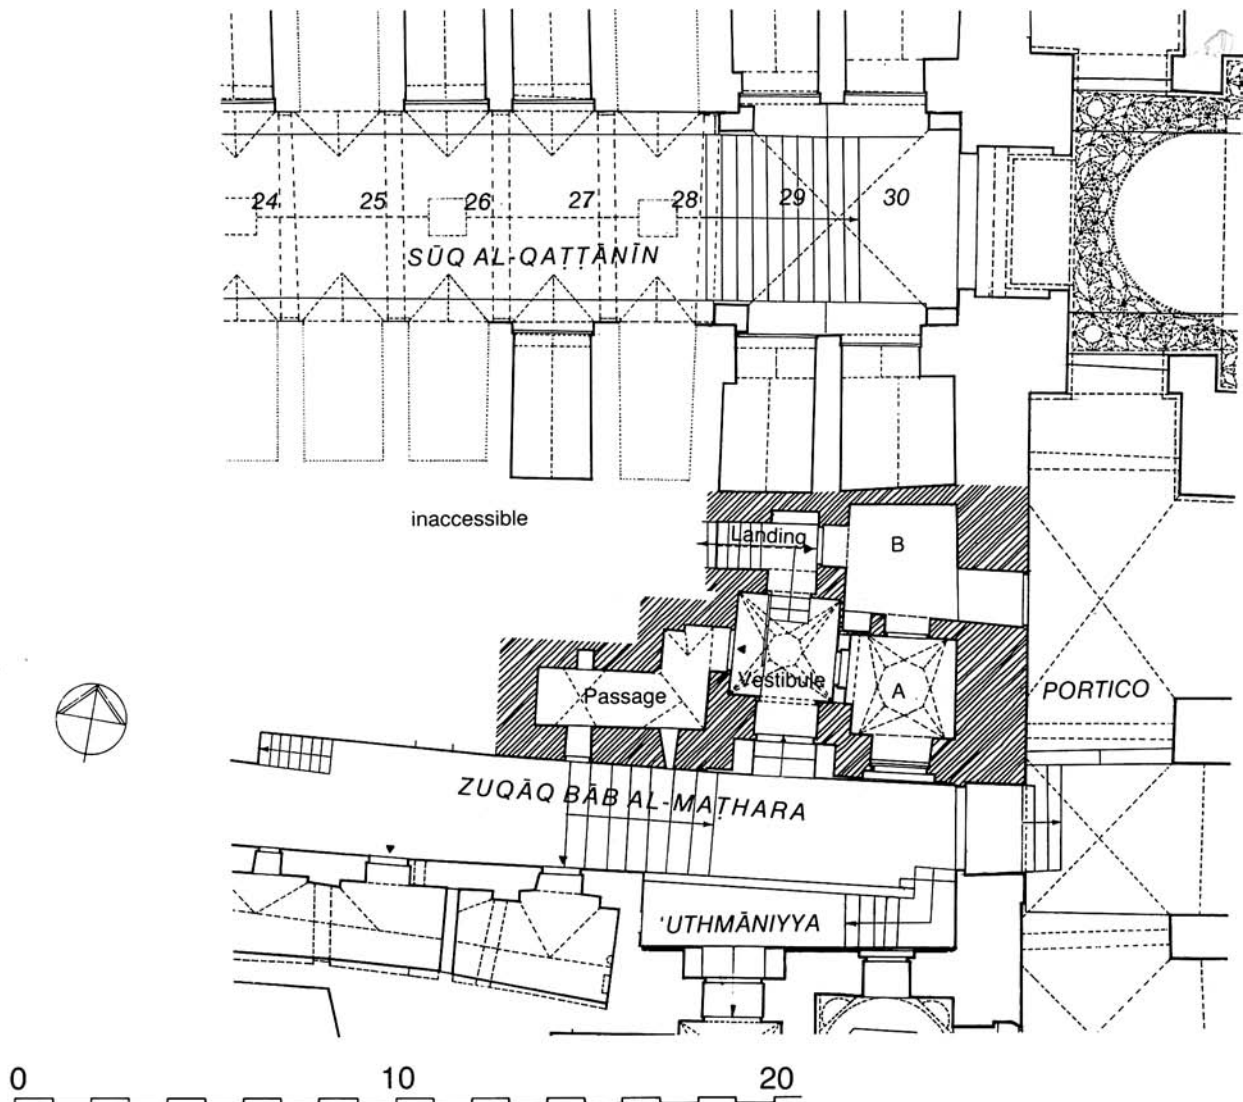 24 25 26 27 28 29 30
SŪQ AL-QAṬṬĀNĪN
inaccessible
Landing
B
Vestibule
Passage
A
PORTICO
ZUQĀQ BĀB AL-MAṬHARA
'UTHMĀNIYYA
0 10 20